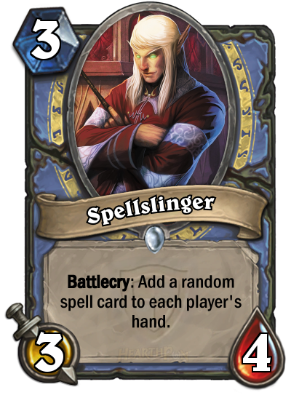 3
Spellslinger
Battlecry: Add a random
spell card to each player's
hand.
3
4